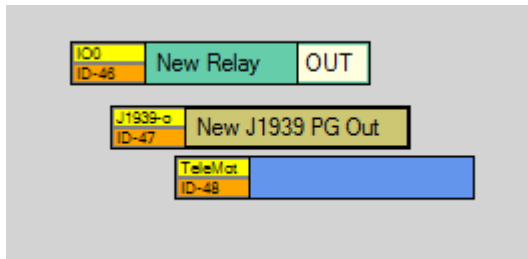 IO0
ID-46
New Relay
OUT
J1939-o
ID-47
New J1939 PG Out
TeleMat
ID-48